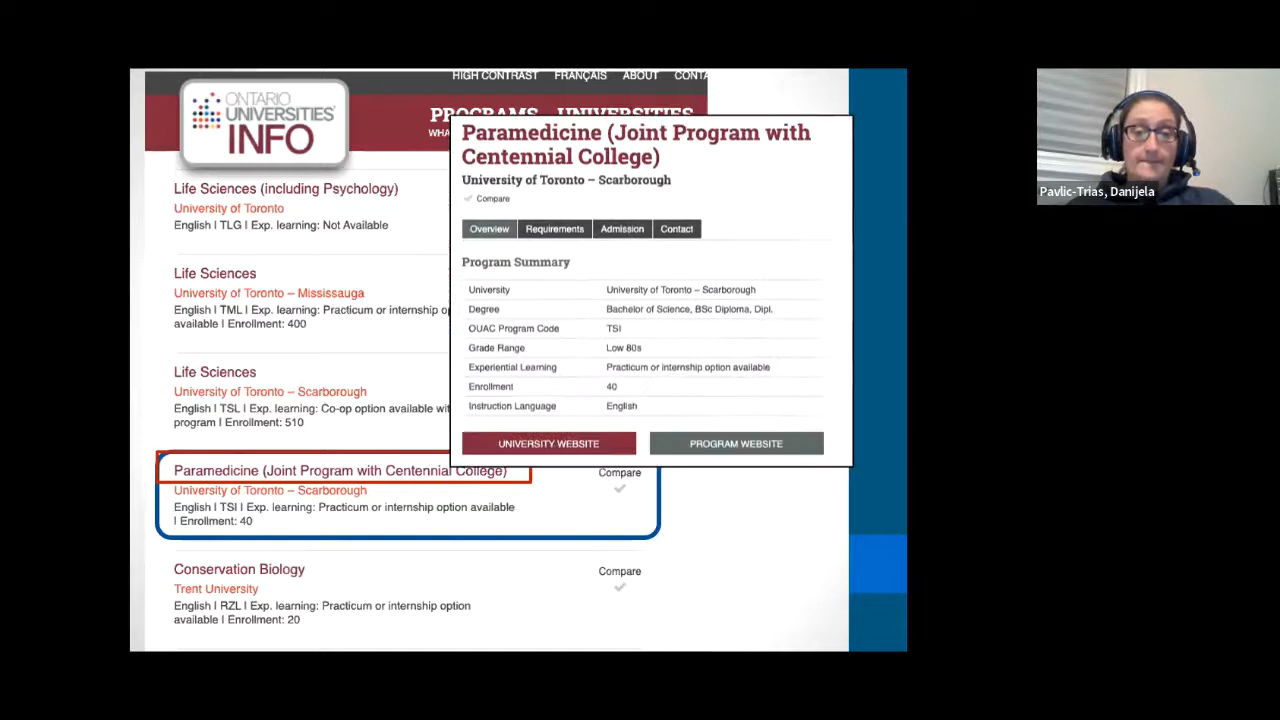 HIGH CONTRAST FRANÇAIS ABOUT
ONTARIO
UNIVERSITIES'
INFO
PROGRAMS UNIVERSITIES
Life Sciences (including Psychology)
University of Toronto
English | TLG | Exp. learning: Not Available
Life Sciences
University of Toronto – Mississauga
English | TML | Exp. learning: Practicum or internship
available | Enrollment: 400
Life Sciences
University of Toronto – Scarborough
English | TSL | Exp. learning: Co-op option available
program | Enrollment: 510
Paramedicine (Joint Program with Centennial College)
University of Toronto – Scarborough
English | TSI | Exp. learning: Practicum or internship option available
| Enrollment: 40
Compare
Conservation Biology
Trent University
English | RZL | Exp. learning: Practicum or internship option
available | Enrollment: 20
Compare
Paramedicine (Joint Program with
Centennial College)
University of Toronto – Scarborough
Compare
Overview Requirements Admission Contact
Program Summary
University University of Toronto – Scarborough
Degree Bachelor of Science, BSc Diploma, Dipl.
OUAC Program Code TSI
Grade Range Low 80s
Experiential Learning Practicum or internship option available
Enrollment 40
Instruction Language English
UNIVERSITY WEBSITE PROGRAM WEBSITE
Pavlic-Trias, Danijela